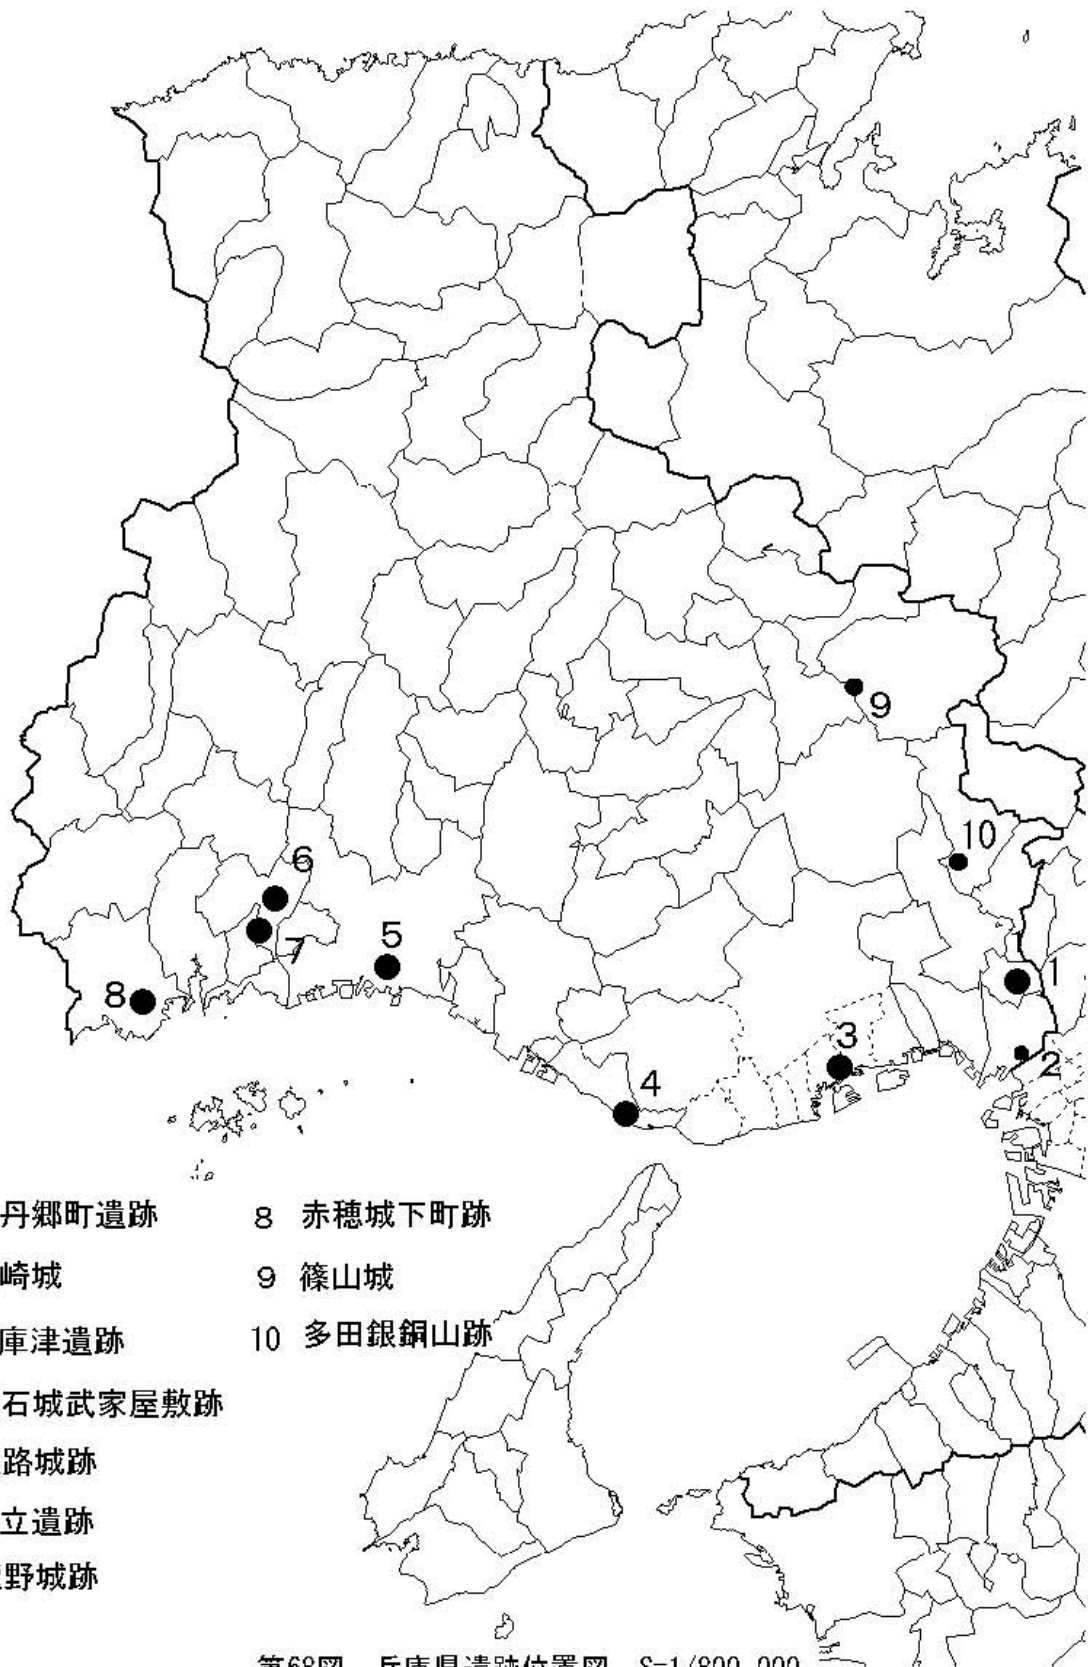 6
7
5
8
9
10
1
2
3
4
丹郷町遺跡
崎城
庫津遺跡
石城武家屋敷跡
路城跡
立遺跡
野城跡
8 赤穂城下町跡
9 篠山城
10 多田銀銅山跡
第68図 兵庫県遺跡位置図 S=1/800,000